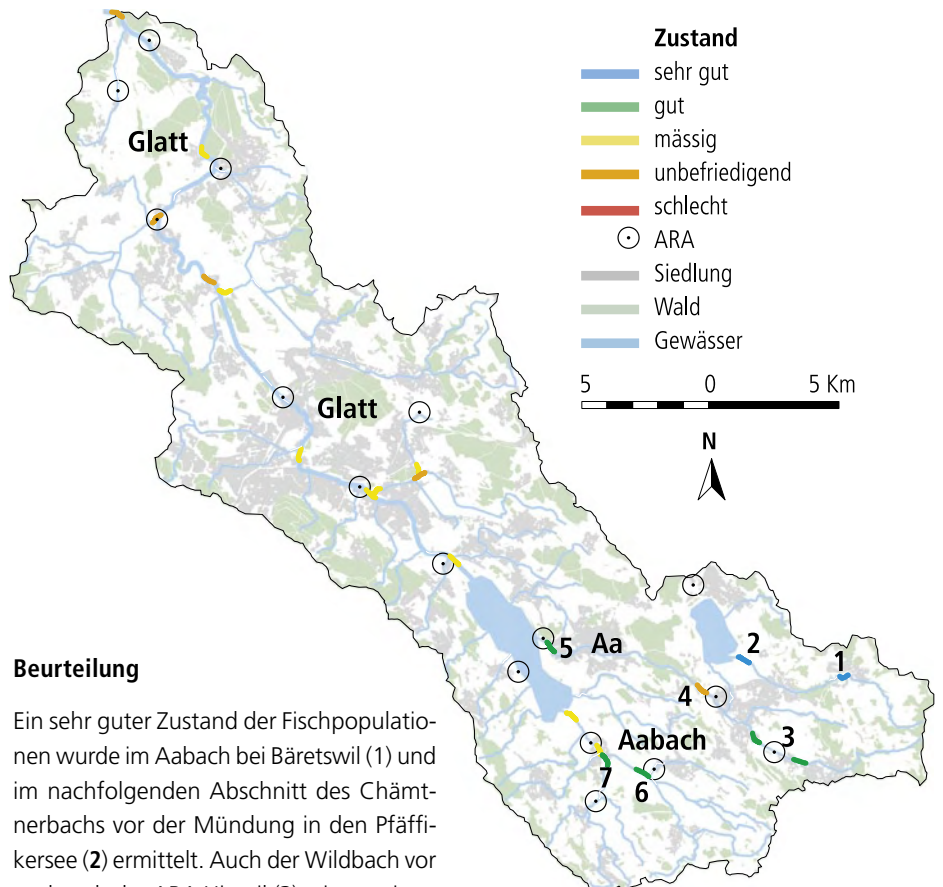 Zustand
sehr gut
gut
mässig
unbefriedigend
schlecht
ARA
Siedlung
Wald
Gewässer
5 0 5 Km
N
Glatt
Glatt
Aa
Aabach
1
2
3
4
5
6
7
Beurteilung
Ein sehr guter Zustand der Fischpopulatio-
nen wurde im Aabach bei Bäretswil (1) und
im nachfolgenden Abschnitt des Chämt-
nerbachs vor der Mündung in den Pfäffi-
kersee (2) ermittelt. Auch der Wildbach vor